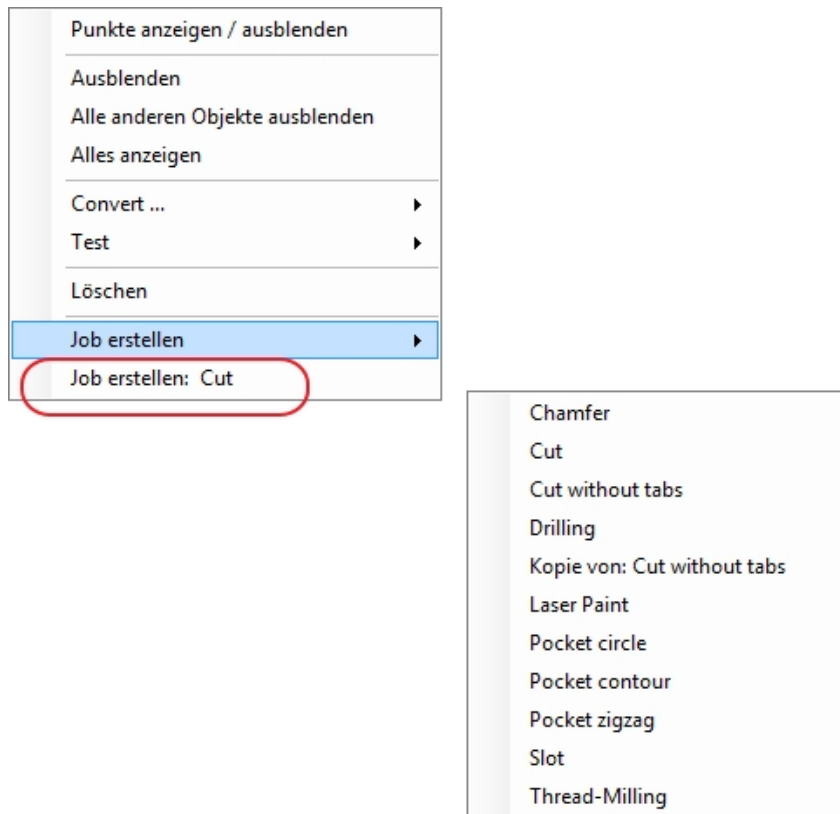 Punkte anzeigen / ausblenden
Ausblenden
Alle anderen Objekte ausblenden
Alles anzeigen
Convert ...
Test
Löschen
Job erstellen
Job erstellen:  Cut
Chamfer
Cut
Cut without tabs
Drilling
Kopie von: Cut without tabs
Laser Paint
Pocket circle
Pocket contour
Pocket zigzag
Slot
Thread-Milling